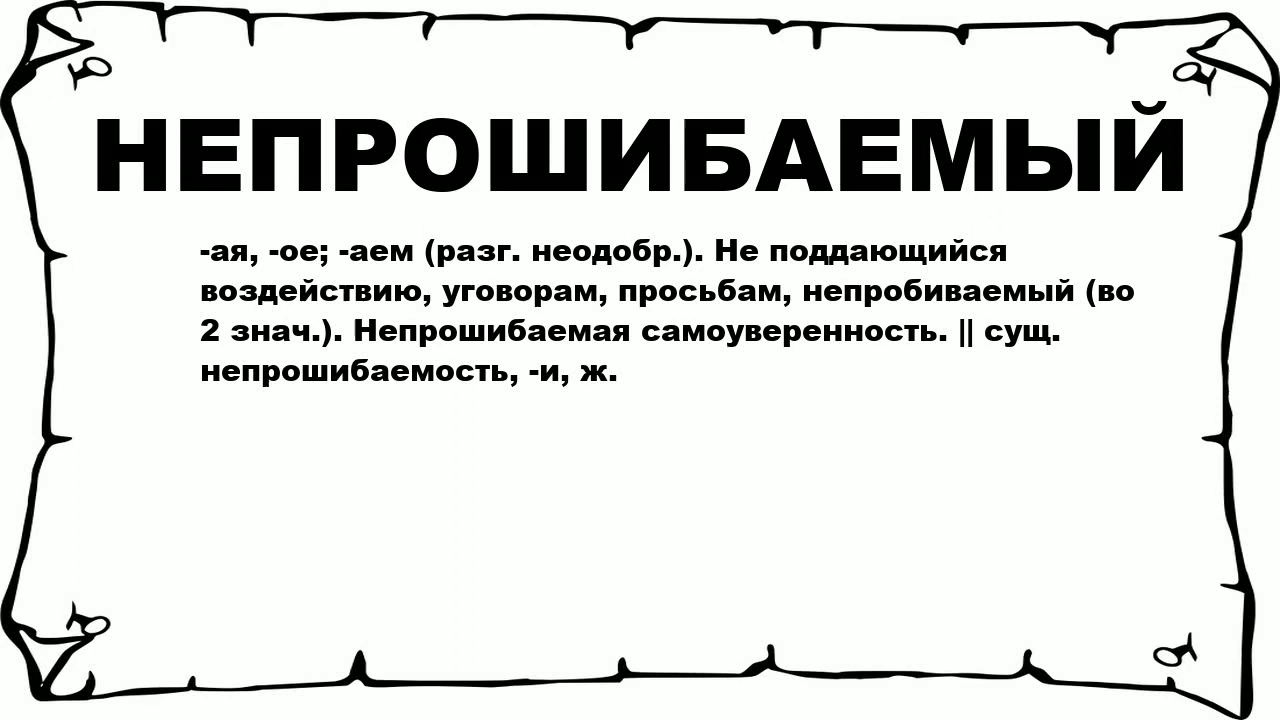 НЕПРОШИБАЕМЫЙ
-ая, -ое; -аем (разг. неодобр.). Не поддающийся
воздействию, уговорам, просьбам, непробиваемый (во
2 знач.). Непрошибаемая самоуверенность. || сущ.
непрошибаемость, -и, ж.